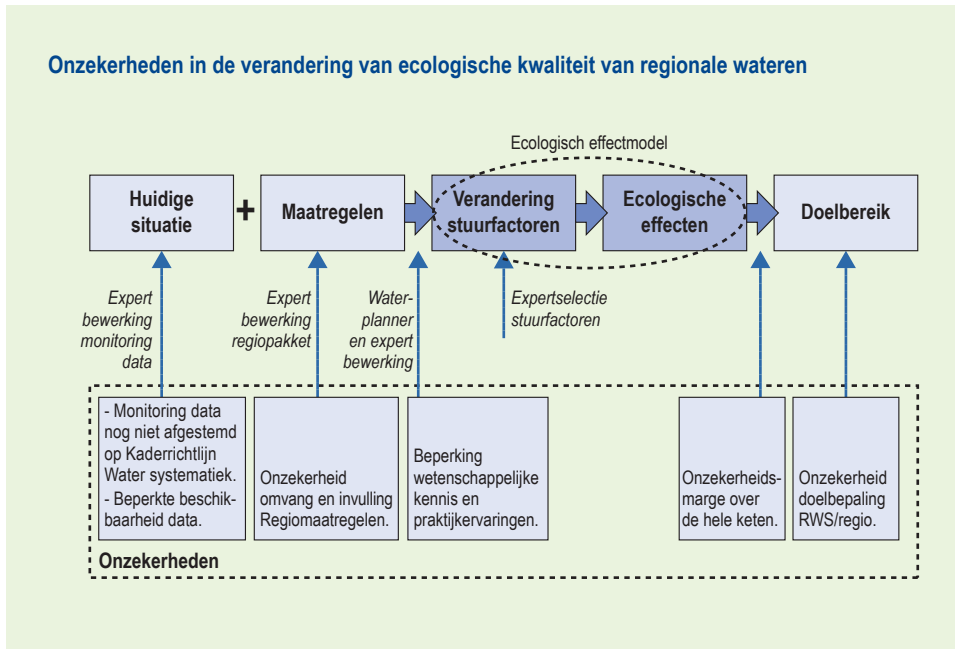 Onzekerheden in de verandering van ecologische kwaliteit van regionale wateren
Ecologisch effectmodel
Huidige
situatie
+
Maatregelen
Verandering
stuurfactoren
Ecologische
effecten
Doelbereik
Expert
bewerking
monitoring
data
Expert
bewerking
regiopakket
Water-
planner
en expert
bewerking
Expertselectie
stuurfactoren
- Monitoring data
nog niet afgestemd
op Kaderrichtlijn
Water systematiek.
- Beperkte beschik-
baarheid data.
Onzekerheid
omvang en invulling
Regiomaatregelen.
Beperking
wetenschappelijke
kennis en
praktijkervaringen.
Onzekerheids-
marge over
de hele keten.
Onzekerheid
doelbepaling
RWS/regio.
Onzekerheden